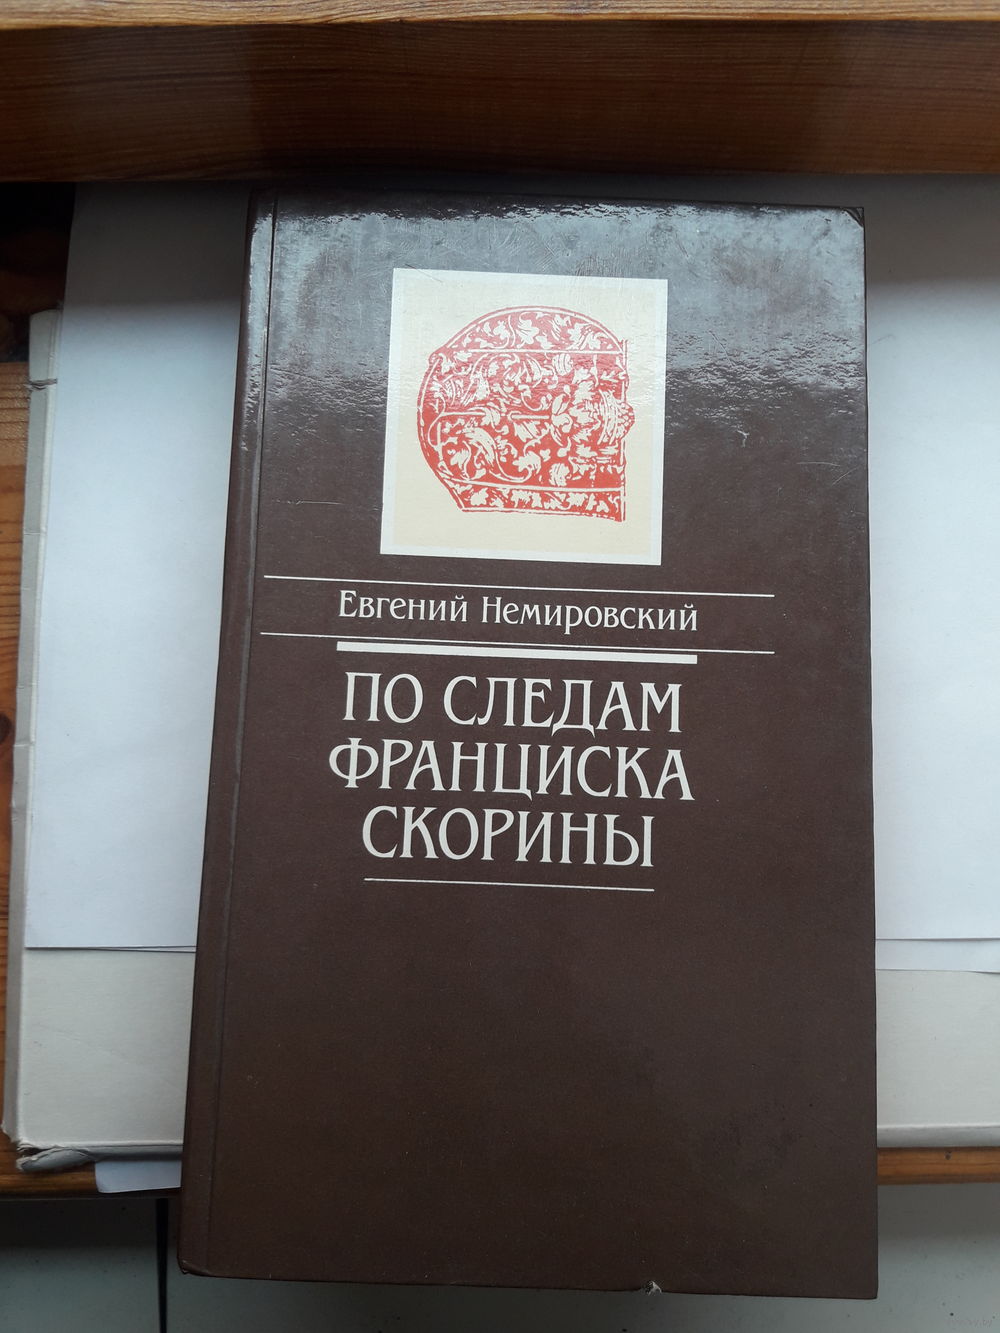 Евгений Немировский
ПО СЛЕДАМ
ФРАНЦИСКА
СКОРИНЫ